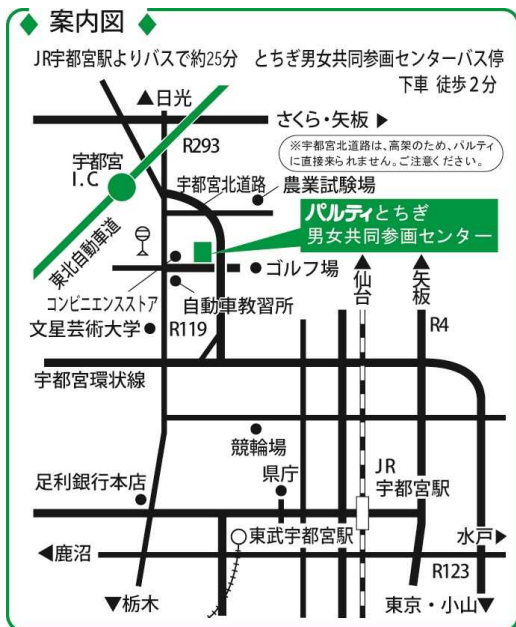 案内図
JR宇都宮駅よりバスで約25分 とちぎ男女共同参画センターバス停
下車 徒歩2分
▲日光
さくら・矢板▶
R293
※宇都宮北道路は、高架のため、パルティ
に直接来られません。ご注意ください。
宇都宮
I.C
宇都宮北道路
農業試験場
パルティとちぎ
男女共同参画センター
東北自動車道
ゴルフ場
▲仙台
▲矢板
コンビニエンスストア
自動車教習所
文星芸術大学
R119
R4
宇都宮環状線
競輪場
足利銀行本店
県庁
JR
宇都宮駅
東武宇都宮駅
水戸▶
◀鹿沼
R123
▼栃木
東京・小山▼